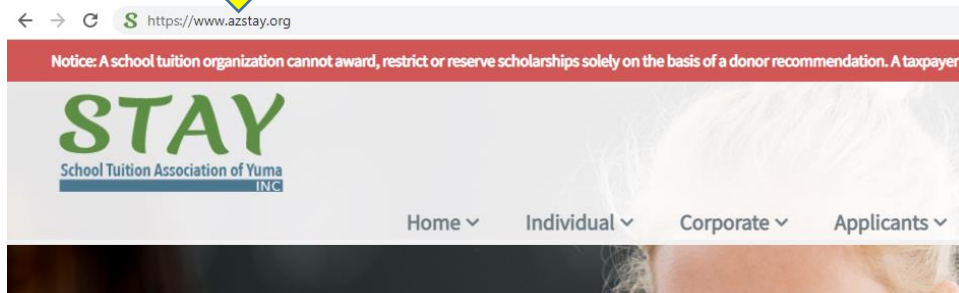 https://www.azstay.org
Notice: A school tuition organization cannot award, restrict or reserve scholarships solely on the basis of a donor recommendation. A taxpayer
STAY
School Tuition Association of Yuma
INC
Home Individual Corporate Applicants